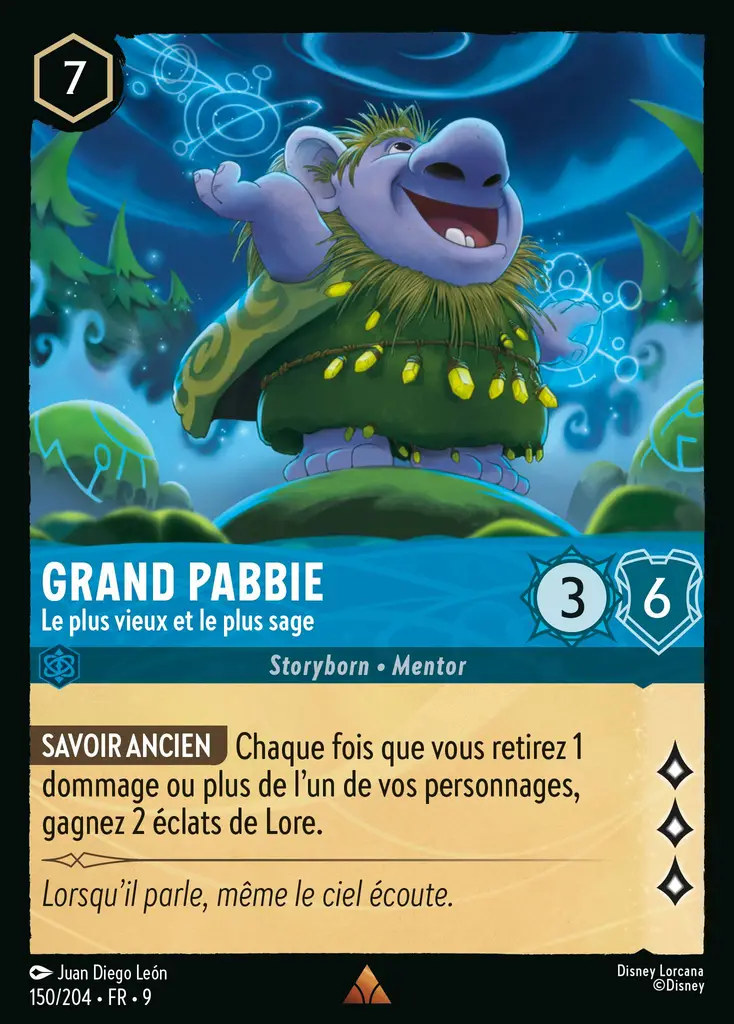 7
GRAND PABBIE
Le plus vieux et le plus sage
3
6
Storyborn • Mentor
SAVOIR ANCIEN Chaque fois que vous retirez 1
dommage ou plus de l'un de vos personnages,
gagnez 2 éclats de Lore.
Lorsqu'il parle, même le ciel écoute.
Juan Diego León
150/204 • FR • 9
Disney Lorcana
©Disney